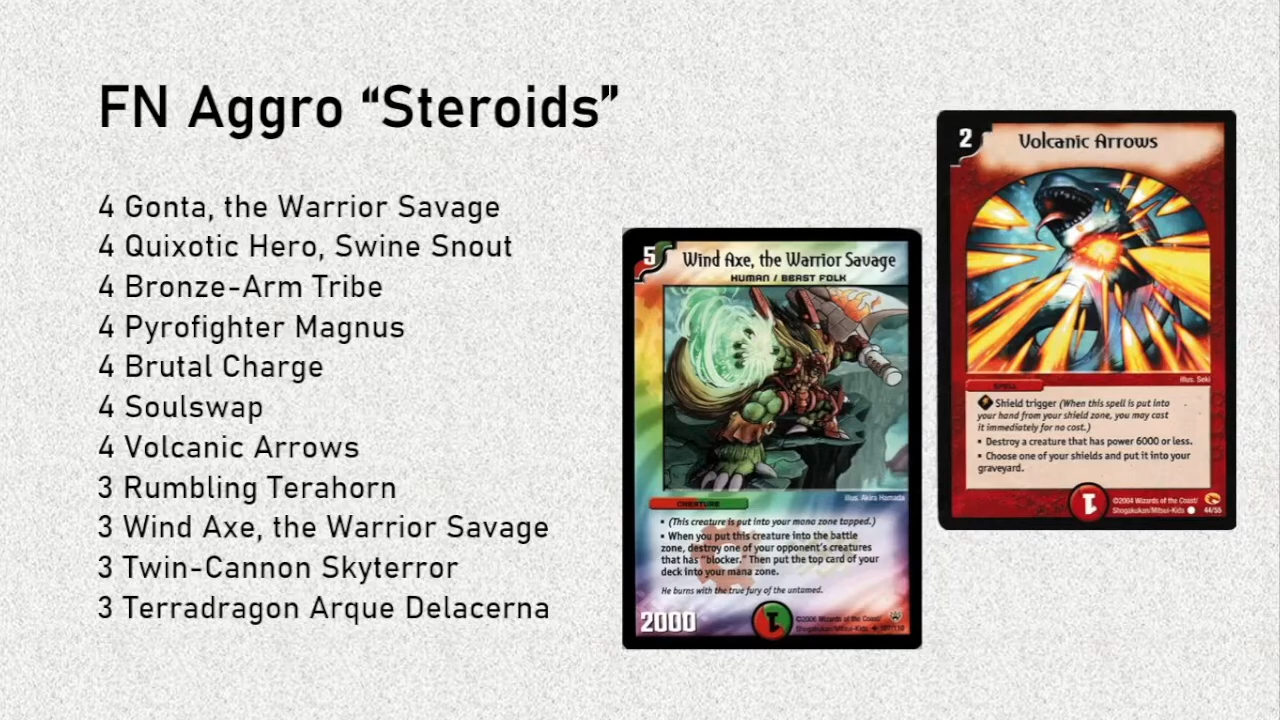 FN Aggro “Steroids”
4 Gonta, the Warrior Savage
4 Quixotic Hero, Swine Snout
4 Bronze-Arm Tribe
4 Pyrofighter Magnus
4 Brutal Charge
4 Soulswap
4 Volcanic Arrows
3 Rumbling Terahorn
3 Wind Axe, the Warrior Savage
3 Twin-Cannon Skyterror
3 Terradragon Arque Delacerna
5
Wind Axe, the Warrior Savage
HUMAN / BEAST FOLK
illus. Akira Hamada
CREATURE
▪ (This creature is put into your mana zone tapped.)
▪ When you put this creature into the battle
zone, destroy one of your opponent's creatures
that has "blocker." Then put the top card of your
deck into your mana zone.
He burns with the true fury of the untamed.
2000
1
©2006 Wizards of the Coast/
Shogakukan/Mitsui-Kids
2
Volcanic Arrows
illus. Seki
SPELL
Shield trigger (When this spell is put into
your hand from your shield zone, you may cast
it immediately for no cost.)
▪ Destroy a creature that has power 6000 or less.
▪ Choose one of your shields and put it into your
graveyard.
1
©2004 Wizards of the Coast/
Shogakukan/Mitsui-Kids ● 44/55